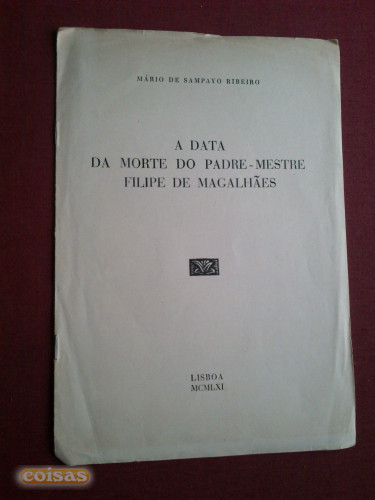 MÁRIO DE SAMPAYO RIBEIRO
A DATA
DA MORTE DO PADRE-MESTRE
FILIPE DE MAGALHÃES
LISBOA
MCMLXI
coisas